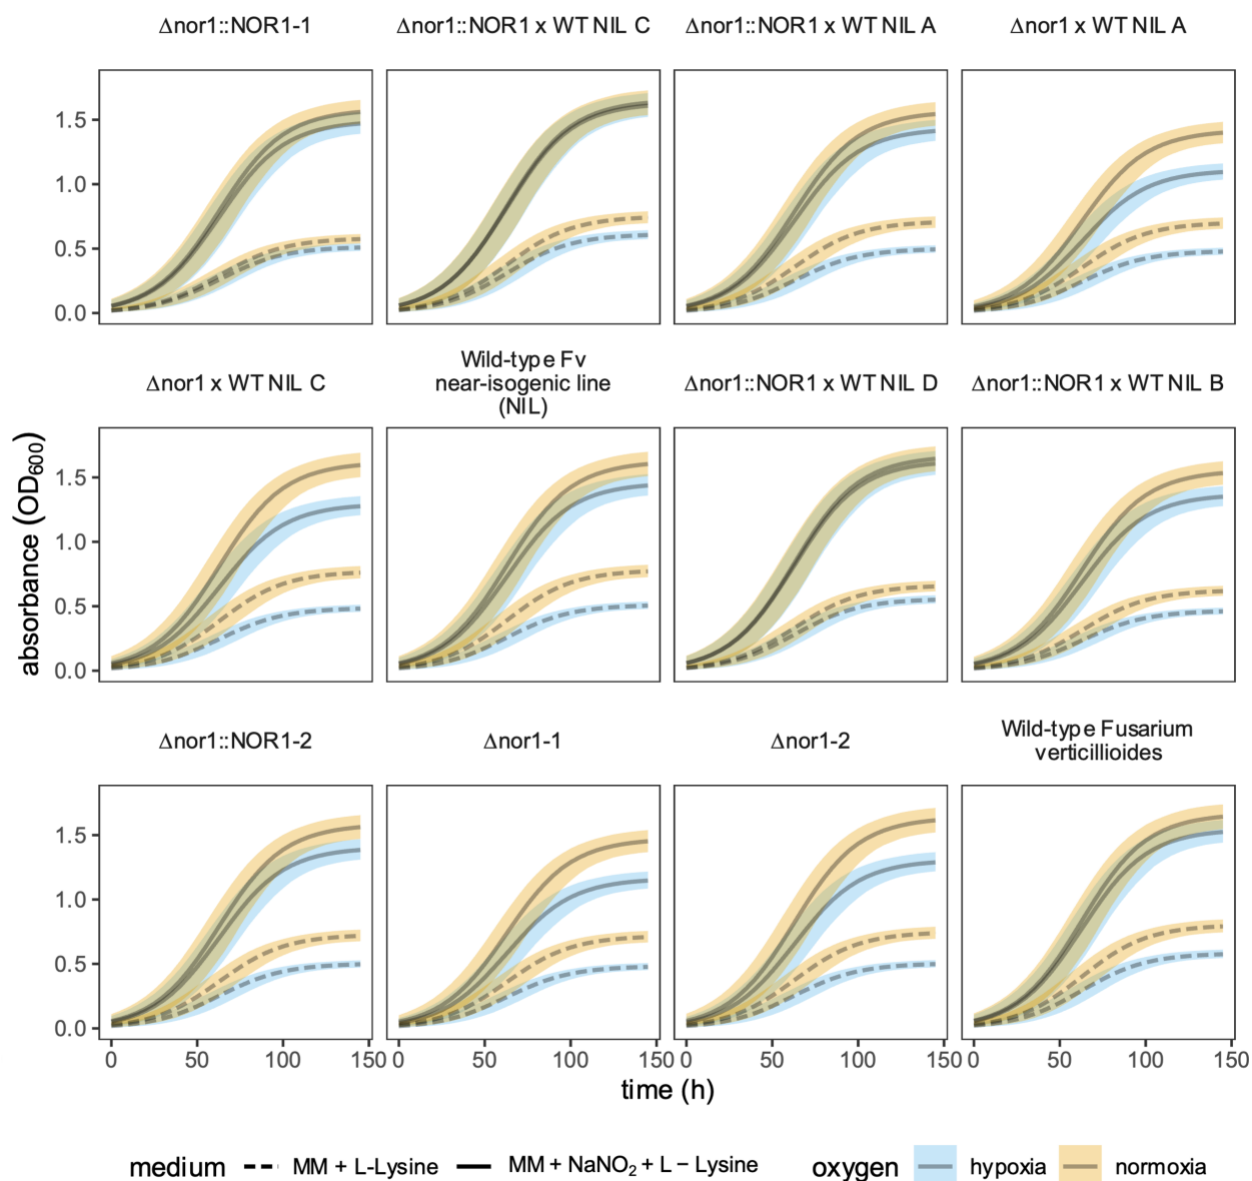 Δnor1::NOR1-1
Δnor1::NOR1 x WT NIL C
Δnor1::NOR1 x WT NIL A
Δnor1 x WT NIL A
1.5
1.0
0.5
0.0
Δnor1 x WT NIL C
Wild-type Fv
near-isogenic line
(NIL)
Δnor1::NOR1 x WT NIL D
Δnor1::NOR1 x WT NIL B
absorbance (OD600)
1.5
1.0
0.5
0.0
Δnor1::NOR1-2
Δnor1-1
Δnor1-2
Wild-type Fusarium
verticillioides
1.5
1.0
0.5
0.0
0 50 100 150
0 50 100 150
0 50 100 150
0 50 100 150
time (h)
medium MM + L-Lysine MM + NaNO2 + L − Lysine oxygen hypoxia normoxia